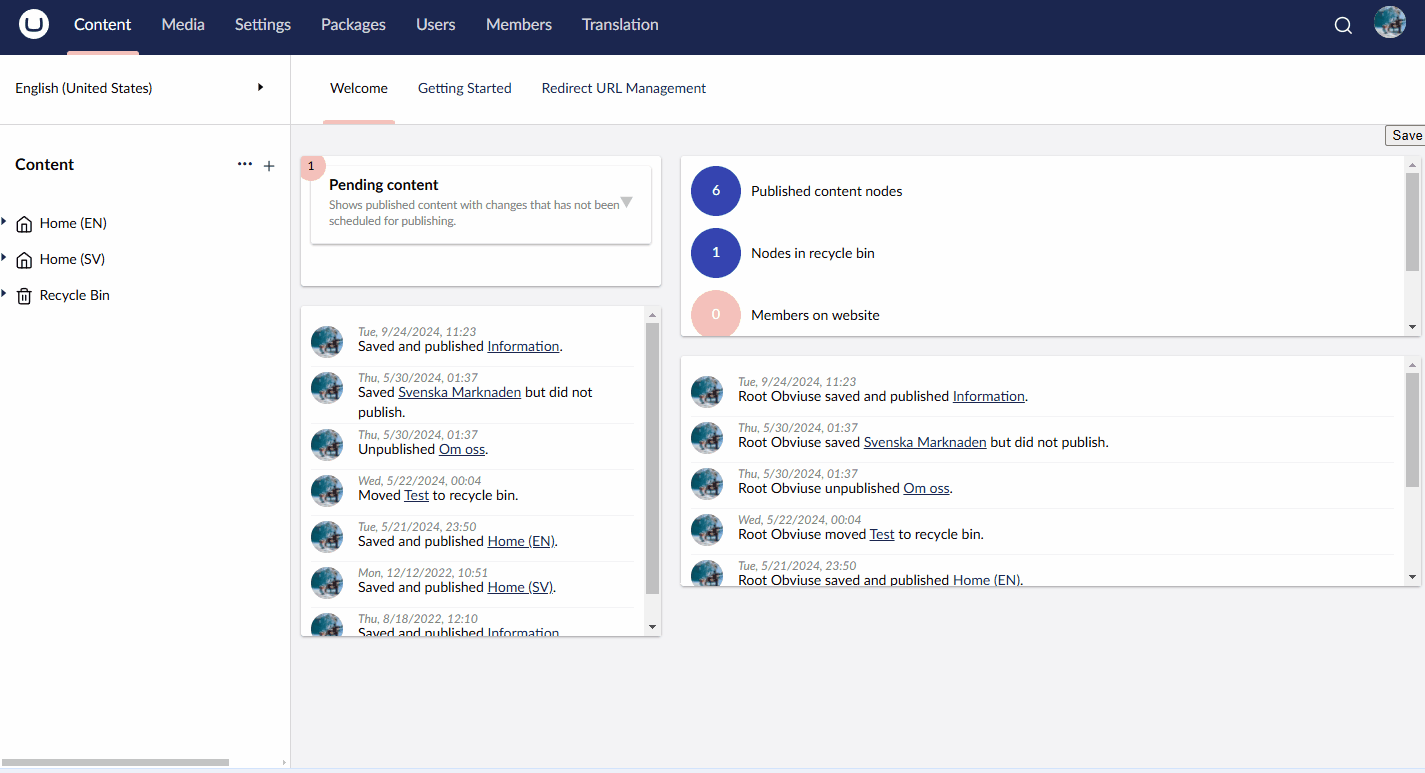 Content Media Settings Packages Users Members Translation
English (United States)
Welcome Getting Started Redirect URL Management
Save
Content
Home (EN)
Home (SV)
Recycle Bin
1
Pending content
Shows published content with changes that has not been
scheduled for publishing.
6 Published content nodes
1 Nodes in recycle bin
0 Members on website
Tue, 9/24/2024, 11:23
Saved and published Information.
Thu, 5/30/2024, 01:37
Saved Svenska Marknaden but did not
publish.
Thu, 5/30/2024, 01:37
Unpublished Om oss.
Wed, 5/22/2024, 00:04
Moved Test to recycle bin.
Tue, 5/21/2024, 23:50
Saved and published Home (EN).
Mon, 12/12/2022, 10:51
Saved and published Home (SV).
Thu, 8/18/2022, 12:10
Saved and published Information
Tue, 9/24/2024, 11:23
Root Obviuse saved and published Information.
Thu, 5/30/2024, 01:37
Root Obviuse saved Svenska Marknaden but did not publish.
Thu, 5/30/2024, 01:37
Root Obviuse unpublished Om oss.
Wed, 5/22/2024, 00:04
Root Obviuse moved Test to recycle bin.
Tue, 5/21/2024, 23:50
Root Obviuse saved and published Home (EN).